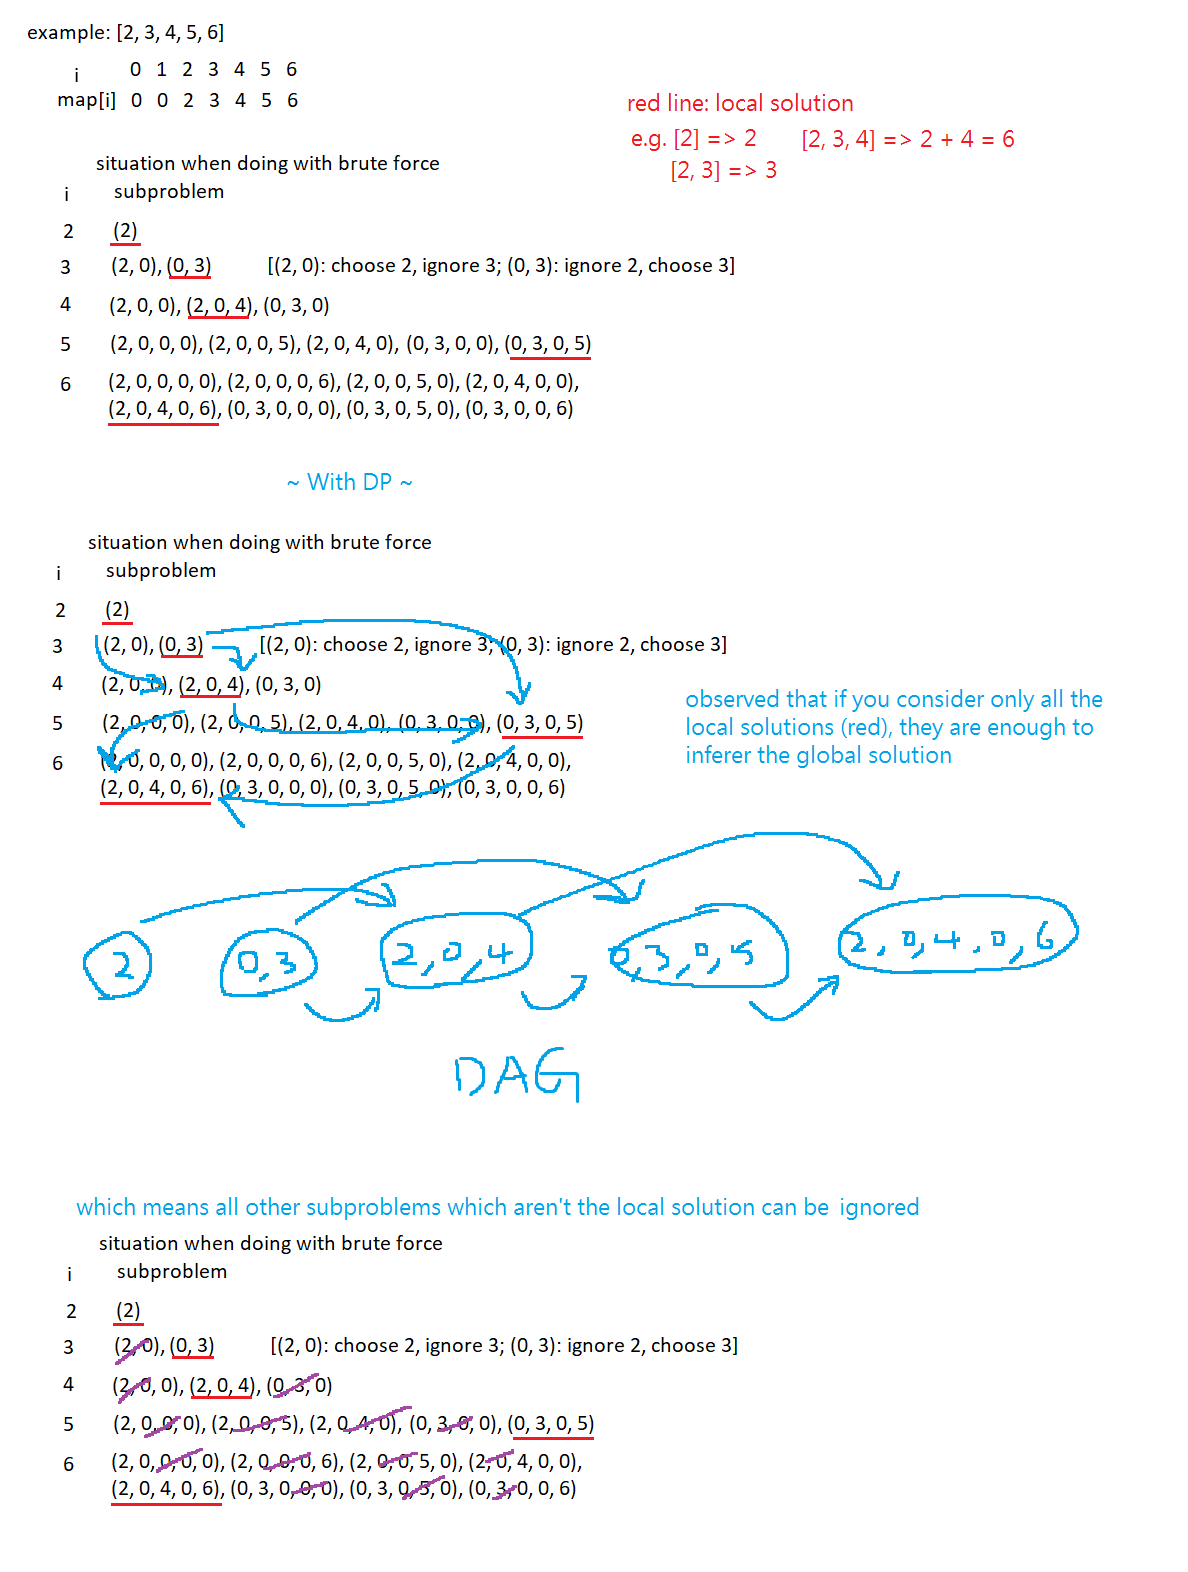 example: [2, 3, 4, 5, 6]
i 0 1 2 3 4 5 6
map[i] 0 0 2 3 4 5 6
red line: local solution
e.g. [2] => 2 [2, 3, 4] => 2 + 4 = 6
[2, 3] => 3
situation when doing with brute force
i subproblem
2 (2)
3 (2, 0), (0, 3) [(2, 0): choose 2, ignore 3; (0, 3): ignore 2, choose 3]
4 (2, 0, 0), (2, 0, 4), (0, 3, 0)
5 (2, 0, 0, 0), (2, 0, 0, 5), (2, 0, 4, 0), (0, 3, 0, 0), (0, 3, 0, 5)
6 (2, 0, 0, 0, 0), (2, 0, 0, 0, 6), (2, 0, 0, 5, 0), (2, 0, 4, 0, 0),
(2, 0, 4, 0, 6), (0, 3, 0, 0, 0), (0, 3, 0, 5, 0), (0, 3, 0, 0, 6)
~ With DP ~
situation when doing with brute force
i subproblem
2 (2)
3 (2, 0), (0, 3) [(2, 0): choose 2, ignore 3; (0, 3): ignore 2, choose 3]
4 (2, 0, 0), (2, 0, 4), (0, 3, 0)
5 (2, 0, 0, 0), (2, 0, 0, 5), (2, 0, 4, 0), (0, 3, 0, 0), (0, 3, 0, 5)
6 (2, 0, 0, 0, 0), (2, 0, 0, 0, 6), (2, 0, 0, 5, 0), (2, 0, 4, 0, 0),
(2, 0, 4, 0, 6), (0, 3, 0, 0, 0), (0, 3, 0, 5, 0), (0, 3, 0, 0, 6)
observed that if you consider only all the
local solutions (red), they are enough to
inferer the global solution
2 0,3 2,0,4 0,3,0,5 2,0,4,0,6
DAG
which means all other subproblems which aren't the local solution can be ignored
situation when doing with brute force
i subproblem
2 (2)
3 (2, 0), (0, 3) [(2, 0): choose 2, ignore 3; (0, 3): ignore 2, choose 3]
4 (2, 0, 0), (2, 0, 4), (0, 3, 0)
5 (2, 0, 0, 0), (2, 0, 0, 5), (2, 0, 4, 0), (0, 3, 0, 0), (0, 3, 0, 5)
6 (2, 0, 0, 0, 0), (2, 0, 0, 0, 6), (2, 0, 0, 5, 0), (2, 0, 4, 0, 0),
(2, 0, 4, 0, 6), (0, 3, 0, 0, 0), (0, 3, 0, 5, 0), (0, 3, 0, 0, 6)